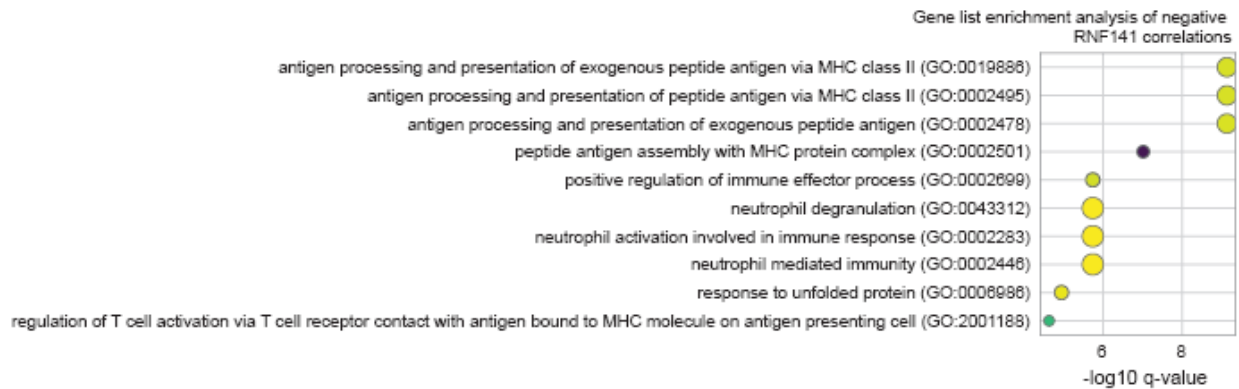 Gene list enrichment analysis of negative
RNF141 correlations
antigen processing and presentation of exogenous peptide antigen via MHC class II (GO:0019886)
antigen processing and presentation of peptide antigen via MHC class II (GO:0002495)
antigen processing and presentation of exogenous peptide antigen (GO:0002478)
peptide antigen assembly with MHC protein complex (GO:0002501)
positive regulation of immune effector process (GO:0002699)
neutrophil degranulation (GO:0043312)
neutrophil activation involved in immune response (GO:0002283)
neutrophil mediated immunity (GO:0002446)
response to unfolded protein (GO:0006986)
regulation of T cell activation via T cell receptor contact with antigen bound to MHC molecule on antigen presenting cell (GO:2001188)
6 8
-log10 q-value